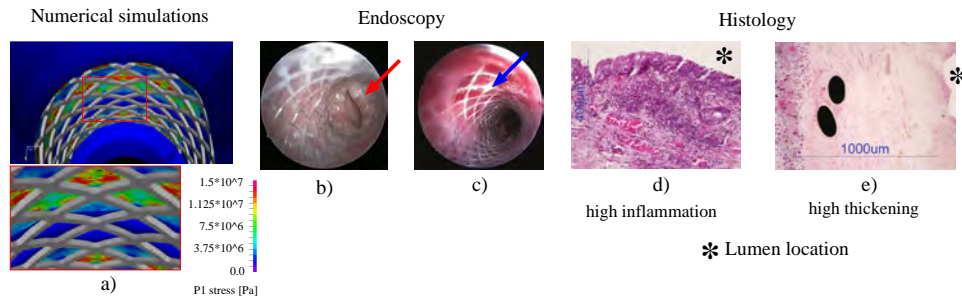 Numerical simulations
Endoscopy
Histology
1.5*10^7
1.125*10^7
7.5*10^6
3.75*10^6
0.0
P1 stress [Pa]
a)
b)
c)
d)
e)
1000um
high inflammation
high thickening
* Lumen location